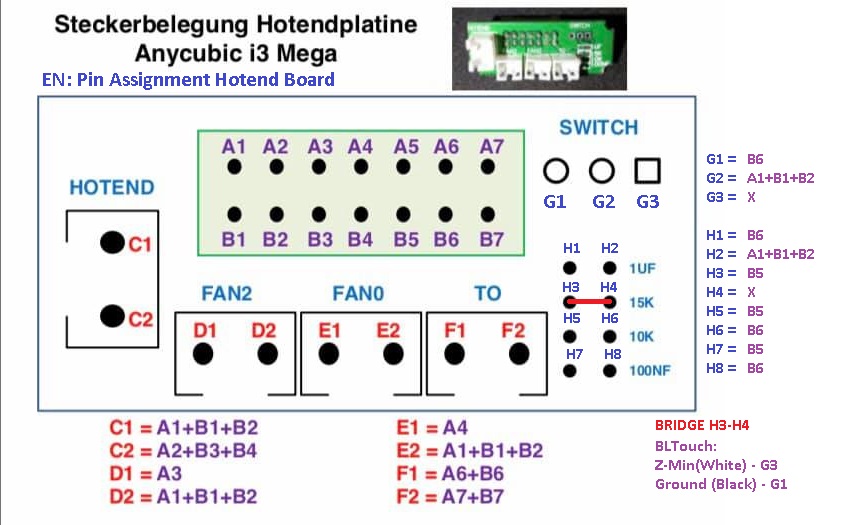 Steckerbelegung Hotendplatine
Anycubic i3 Mega
EN: Pin Assignment Hotend Board
SWITCH
A1 A2 A3 A4 A5 A6 A7
HOTEND
G1 G2 G3
B1 B2 B3 B4 B5 B6 B7
C1
C2
H1 H2
1UF
H3 H4
15K
H5 H6
10K
H7 H8
100NF
FAN2 FAN0 TO
D1 D2 E1 E2 F1 F2
G1 = B6
G2 = A1+B1+B2
G3 = X
H1 = B6
H2 = A1+B1+B2
H3 = B5
H4 = X
H5 = B5
H6 = B6
H7 = B5
H8 = B6
C1 = A1+B1+B2
C2 = A2+B3+B4
D1 = A3
D2 = A1+B1+B2
E1 = A4
E2 = A1+B1+B2
F1 = A6+B6
F2 = A7+B7
BRIDGE H3-H4
BLTouch:
Z-Min(White) - G3
Ground (Black) - G1